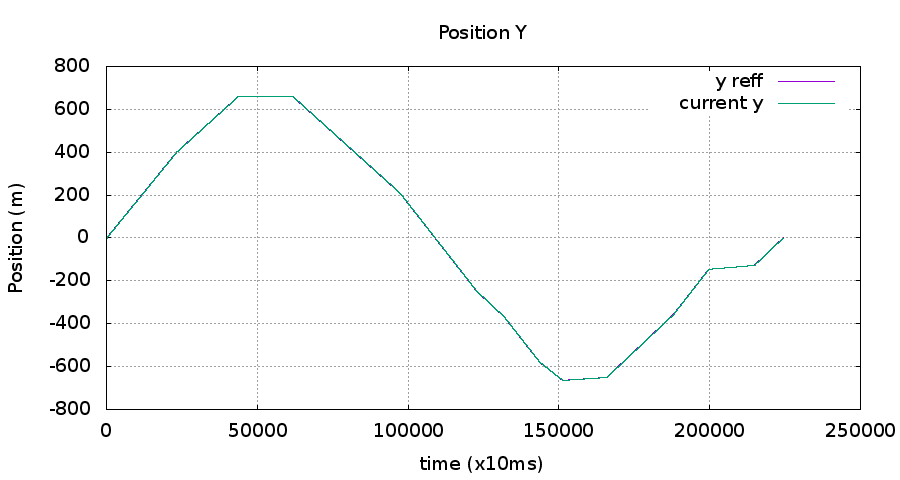 Position Y
y reff
current y
800
600
400
200
0
-200
-400
-600
-800
Position (m)
0 50000 100000 150000 200000 250000
time (x10ms)